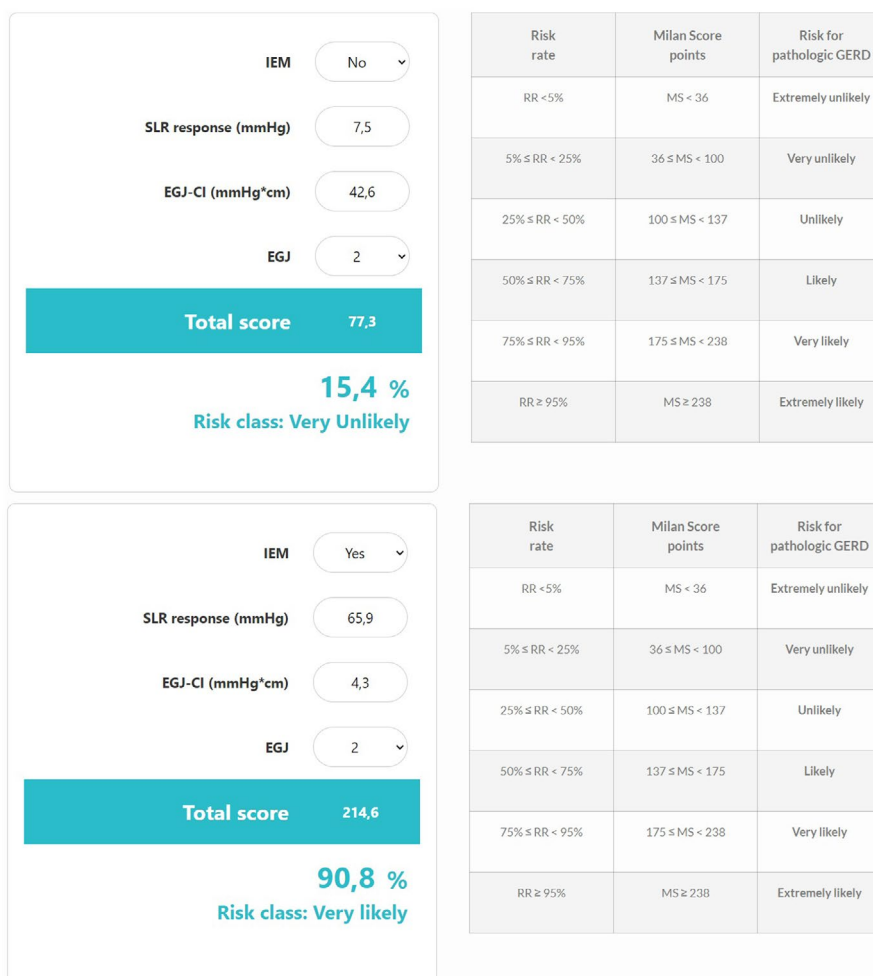 IEM No
SLR response (mmHg) 7,5
EGJ-CI (mmHg*cm) 42,6
EGJ 2
Total score 77,3
15,4 %
Risk class: Very Unlikely
Risk rate Milan Score points Risk for pathologic GERD
RR <5% MS < 36 Extremely unlikely
5% ≤ RR < 25% 36 ≤ MS < 100 Very unlikely
25% ≤ RR < 50% 100 ≤ MS < 137 Unlikely
50% ≤ RR < 75% 137 ≤ MS < 175 Likely
75% ≤ RR < 95% 175 ≤ MS < 238 Very likely
RR ≥ 95% MS ≥ 238 Extremely likely
IEM Yes
SLR response (mmHg) 65,9
EGJ-CI (mmHg*cm) 4,3
EGJ 2
Total score 214,6
90,8 %
Risk class: Very likely
Risk rate Milan Score points Risk for pathologic GERD
RR <5% MS < 36 Extremely unlikely
5% ≤ RR < 25% 36 ≤ MS < 100 Very unlikely
25% ≤ RR < 50% 100 ≤ MS < 137 Unlikely
50% ≤ RR < 75% 137 ≤ MS < 175 Likely
75% ≤ RR < 95% 175 ≤ MS < 238 Very likely
RR ≥ 95% MS ≥ 238 Extremely likely